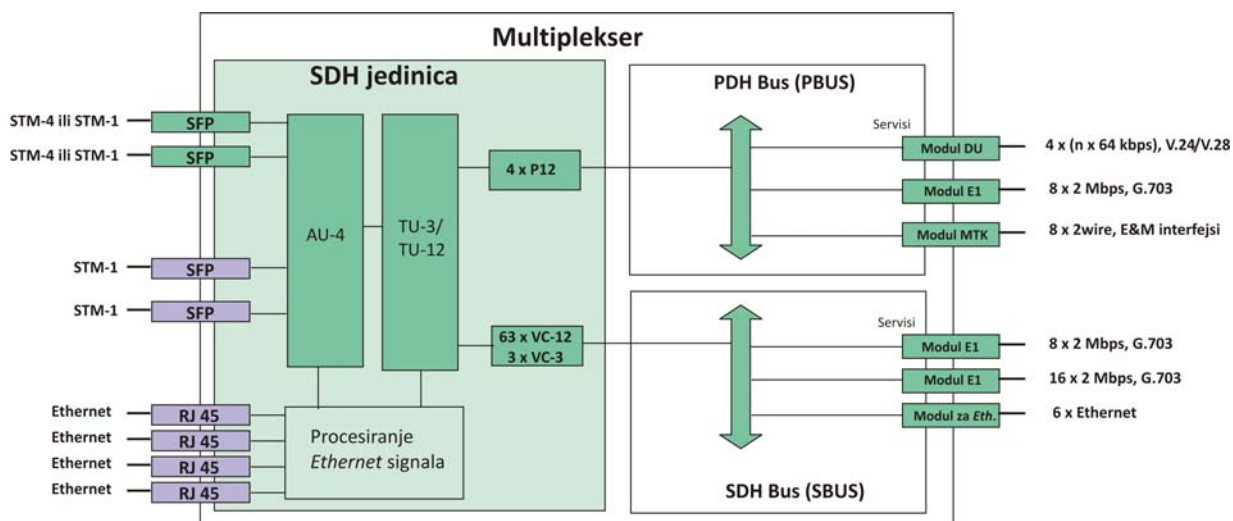 Multiplekser
SDH jedinica
STM-4 ili STM-1
SFP
STM-4 ili STM-1
SFP
STM-1
SFP
STM-1
SFP
Ethernet
RJ 45
Ethernet
RJ 45
Ethernet
RJ 45
Ethernet
RJ 45
AU-4
TU-3/
TU-12
4 x P12
63 x VC-12
3 x VC-3
Procesiranje
Ethernet signala
PDH Bus (PBUS)
Servisi
Modul DU
4 x (n x 64 kbps), V.24/V.28
Modul E1
8 x 2 Mbps, G.703
Modul MTK
8 x 2wire, E&M interfejsi
Servisi
Modul E1
8 x 2 Mbps, G.703
Modul E1
16 x 2 Mbps, G.703
Modul za Eth.
6 x Ethernet
SDH Bus (SBUS)